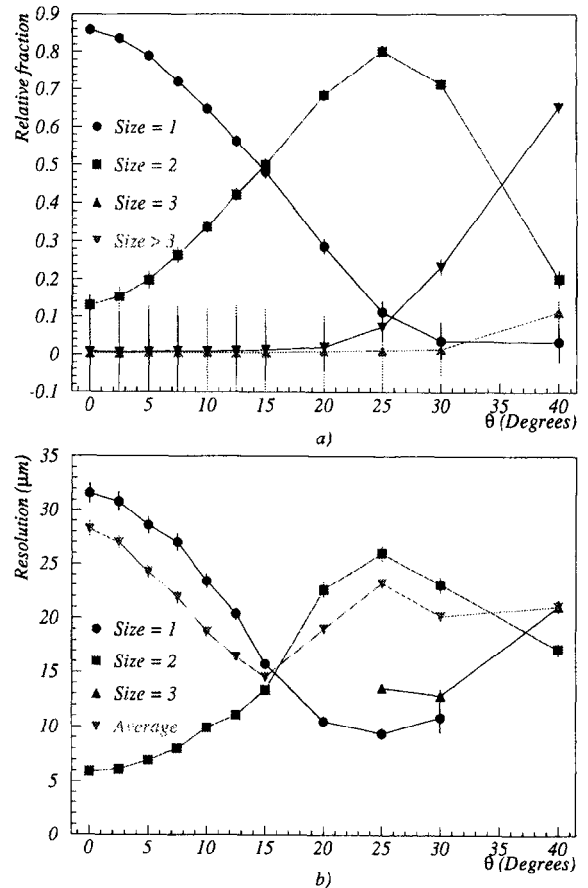 Relative fraction
0.9
0.8
0.7
0.6
0.5
0.4
0.3
0.2
0.1
0
-0.1
Size = 1
Size = 2
Size = 3
Size > 3
0 5 10 15 20 25 30 35 40
θ (Degrees)
a)
Resolution (μm)
35
30
25
20
15
10
5
0
Size = 1
Size = 2
Size = 3
Average
0 5 10 15 20 25 30 35 40
θ (Degrees)
b)